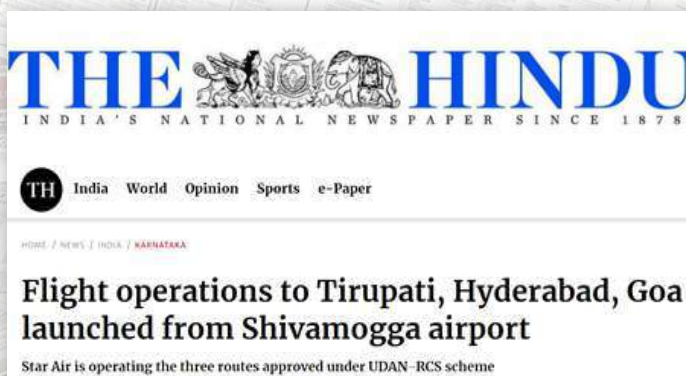 THE HINDU
INDIA'S NATIONAL NEWSPAPER SINCE 1878
TH India World Opinion Sports e-Paper
HOME / NEWS / INDIA / KARNATAKA
Flight operations to Tirupati, Hyderabad, Goa
launched from Shivamogga airport
Star Air is operating the three routes approved under UDAN-RCS scheme